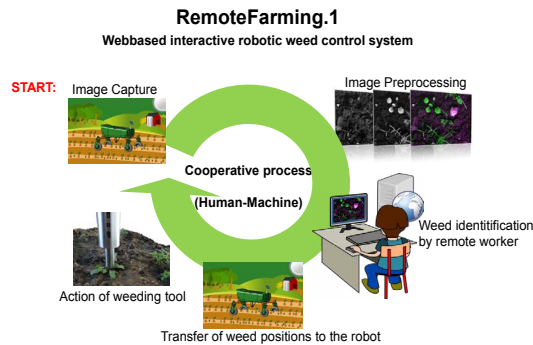 RemoteFarming.1
Webbased interactive robotic weed control system
START:
Image Capture
Image Preprocessing
Cooperative process
(Human-Machine)
Weed identitification
by remote worker
Action of weeding tool
Transfer of weed positions to the robot